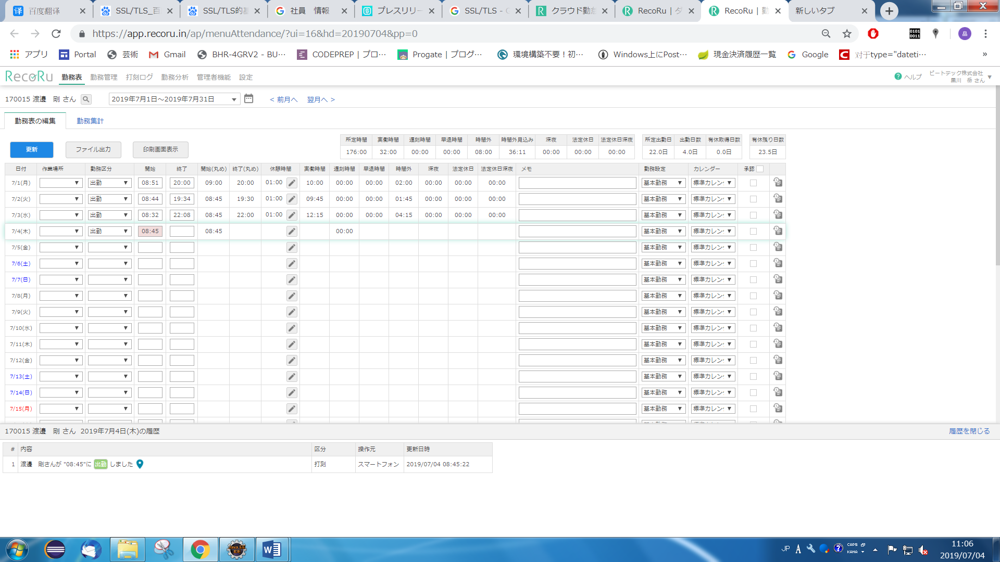 百度翻译
SSL/TLS_百
SSL/TLS的基
社員 情報
プレスリリー
SSL/TLS - G
クラウド勤怠
RecoRu | ダ
RecoRu | 勤
新しいタブ
https://app.recoru.in/ap/menuAttendance/?ui=16&hd=20190704&pp=0
アプリ Portal 芸術 Gmail BHR-4GRV2 - BU… CODEPREP | プロ… Progate | プログ… 環境構築不要！初… Windows上にPost… 現金決済履歴一覧 Google 对于type="dateti… »
RecoRu 勤務表 勤務管理 打刻ログ 勤務分析 管理者機能 設定 ヘルプ
ビートテック株式会社
黒川 岳 さん
170015 渡邊 剛 さん 2019年7月1日～2019年7月31日 < 前月へ 翌月へ >
勤務表の編集 勤務集計
更新 ファイル出力 印刷画面表示
所定時間 実働時間 遅刻時間 早退時間 時間外 時間外見込み 深夜 法定休日 法定休日深夜 所定出勤日 出勤日数 有休取得日数 有休残り日数
176:00 32:00 00:00 00:00 08:00 36:11 00:00 00:00 00:00 22.0日 4.0日 0.0日 23.5日
日付 作業場所 勤務区分 開始 終了 開始(丸め) 終了(丸め) 休憩時間 実働時間 遅刻時間 早退時間 時間外 深夜 法定休日 法定休日深夜 メモ 勤務設定 カレンダー 承認
7/1(月) 出勤 08:51 20:00 09:00 20:00 01:00 10:00 00:00 00:00 02:00 00:00 00:00 00:00 基本勤務 標準カレン
7/2(火) 出勤 08:44 19:34 08:45 19:30 01:00 09:45 00:00 00:00 01:45 00:00 00:00 00:00 基本勤務 標準カレン
7/3(水) 出勤 08:32 22:08 08:45 22:00 01:00 12:15 00:00 00:00 04:15 00:00 00:00 00:00 基本勤務 標準カレン
7/4(木) 出勤 08:45 08:45 00:00 基本勤務 標準カレン
7/5(金) 基本勤務 標準カレン
7/6(土) 基本勤務 標準カレン
7/7(日) 基本勤務 標準カレン
7/8(月) 基本勤務 標準カレン
7/9(火) 基本勤務 標準カレン
7/10(水) 基本勤務 標準カレン
7/11(木) 基本勤務 標準カレン
7/12(金) 基本勤務 標準カレン
7/13(土) 基本勤務 標準カレン
7/14(日) 基本勤務 標準カレン
7/15(月) 基本勤務 標準カレン
170015 渡邊 剛 さん 2019年7月4日(木)の履歴 履歴を閉じる
# 内容 区分 操作元 更新日時
1 渡邊 剛さんが "08:45"に 出勤 しました 打刻 スマートフォン 2019/07/04 08:45:22
JP A CAPS KANA
11:06
2019/07/04